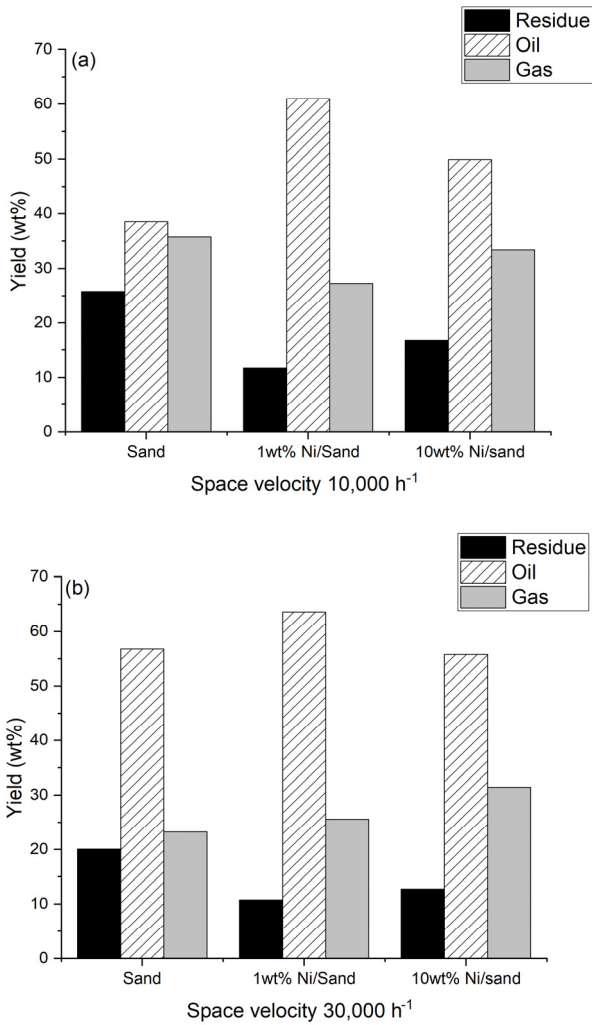 Residue
Oil
Gas
(a)
70
60
50
40
30
20
10
0
Yield (wt%)
Sand
1wt% Ni/Sand
10wt% Ni/sand
Space velocity 10,000 h⁻¹
Residue
Oil
Gas
(b)
70
60
50
40
30
20
10
0
Yield (wt%)
Sand
1wt% Ni/Sand
10wt% Ni/sand
Space velocity 30,000 h⁻¹